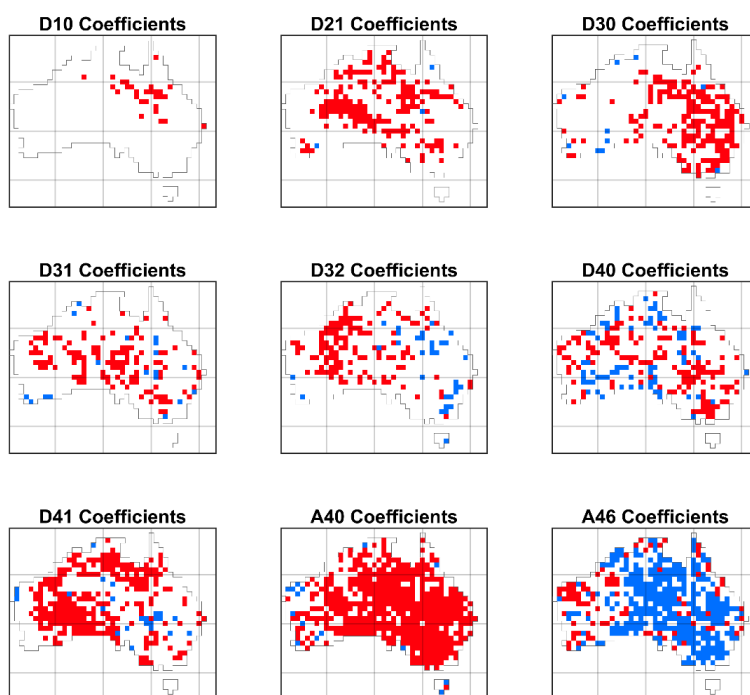 D10 Coefficients
D21 Coefficients
D30 Coefficients
D31 Coefficients
D32 Coefficients
D40 Coefficients
D41 Coefficients
A40 Coefficients
A46 Coefficients